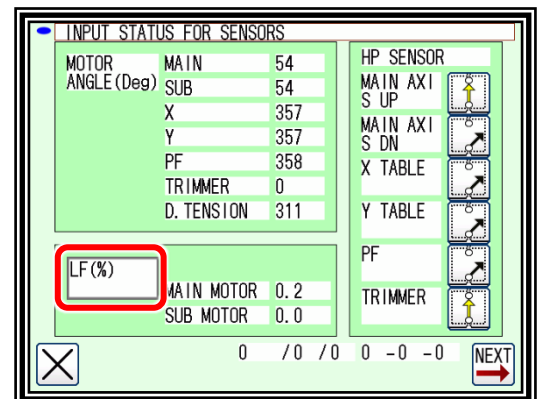 INPUT STATUS FOR SENSORS
MOTOR ANGLE(Deg)
MAIN 54
SUB 54
X 357
Y 357
PF 358
TRIMMER 0
D.TENSION 311
LF(%)
MAIN MOTOR 0.2
SUB MOTOR 0.0
HP SENSOR
MAIN AXI
S UP
MAIN AXI
S DN
X TABLE
Y TABLE
PF
TRIMMER
0 /0 /0 0 -0 -0
NEXT